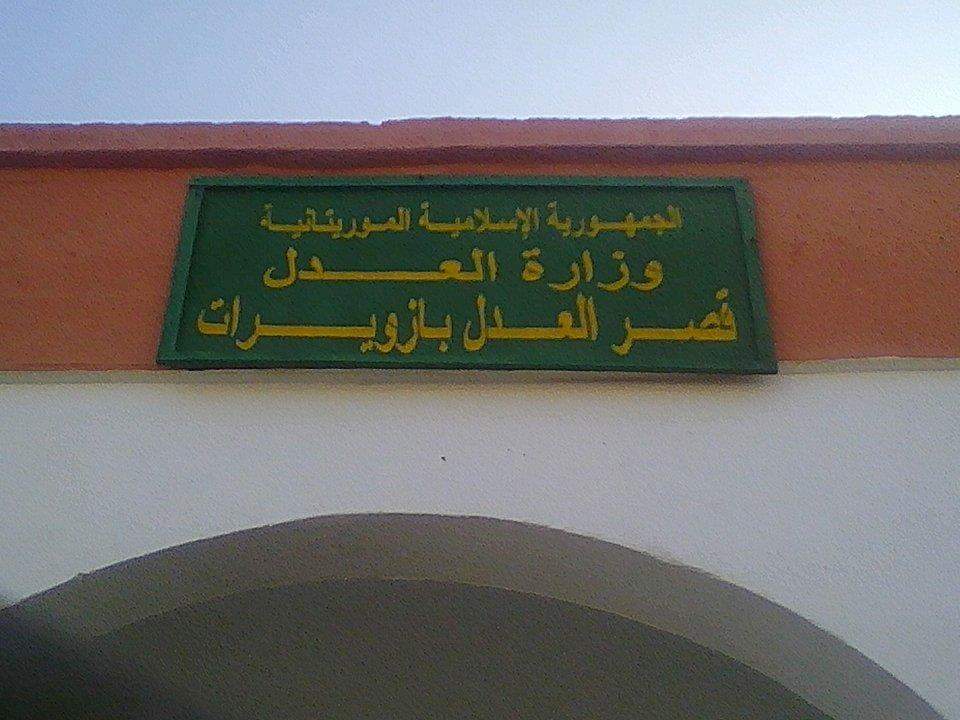 الجمهورية الإسلامية الموريتانية
وزارة العدل
قصر العدل بازويرات